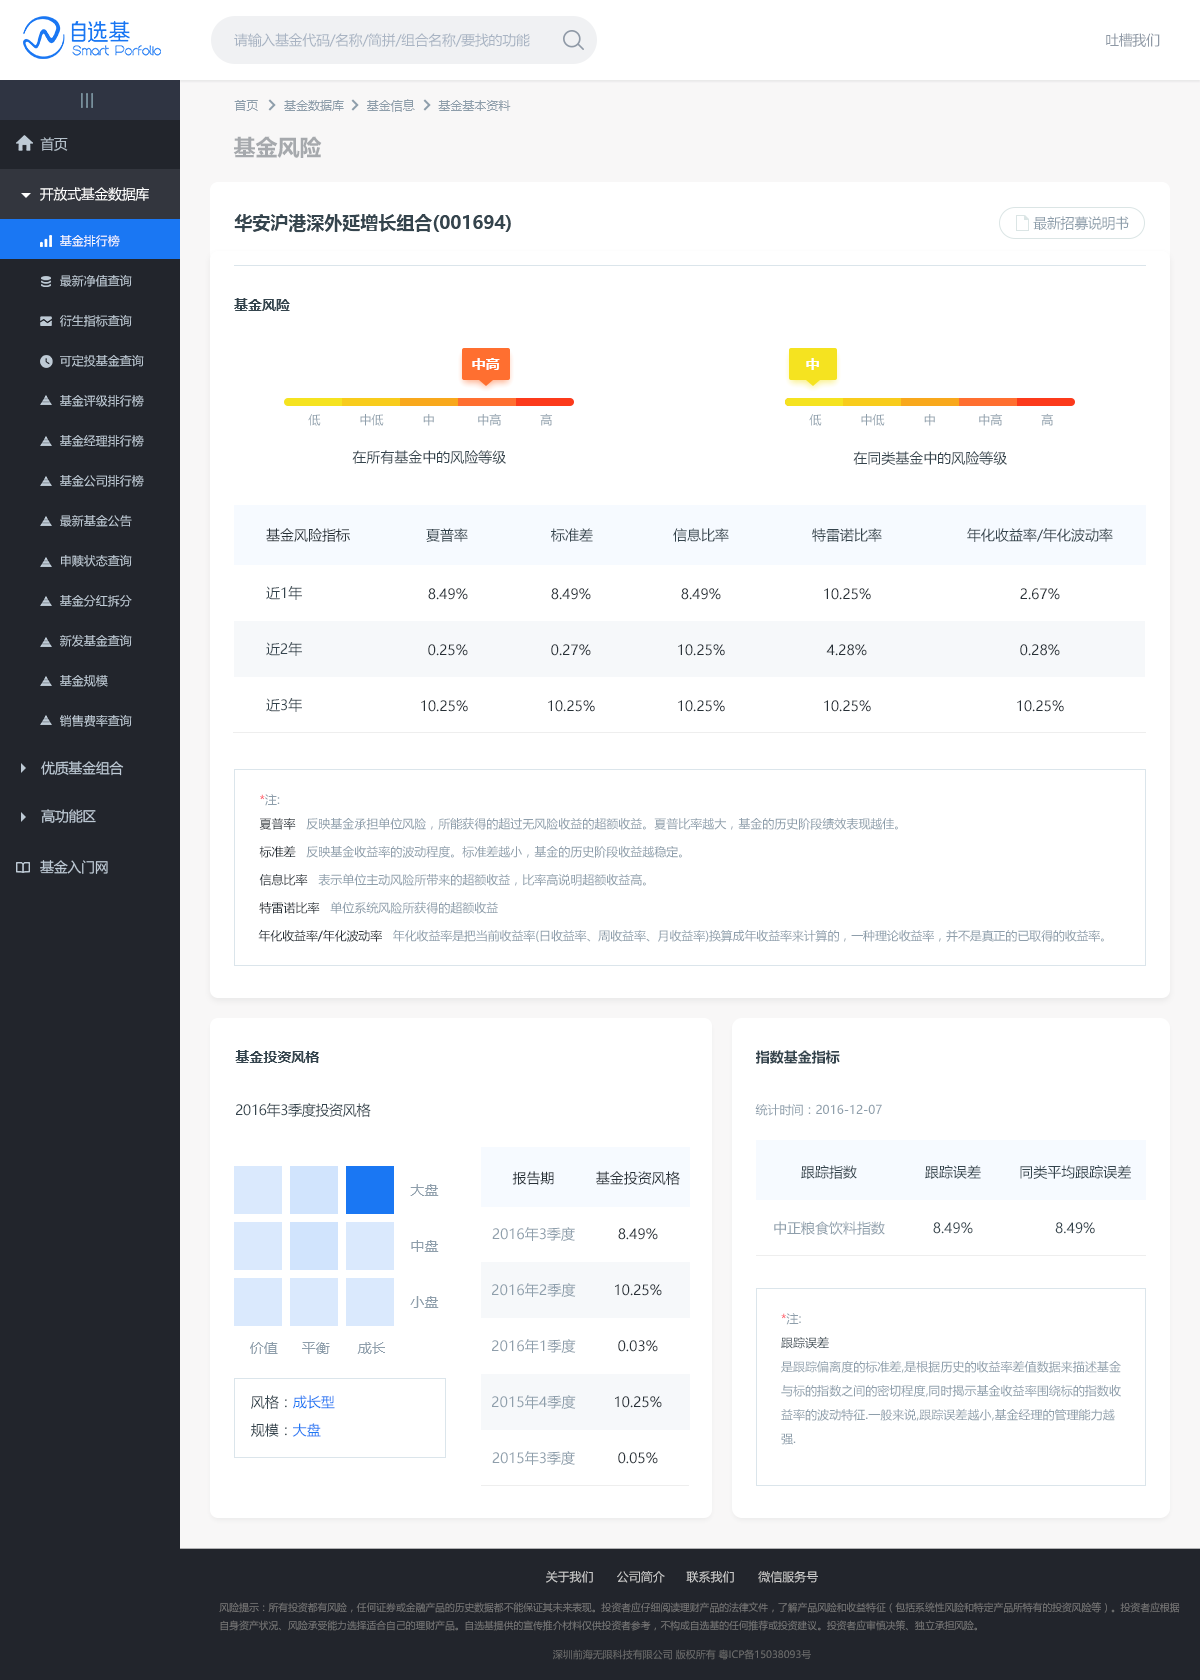 自选基
Smart Porfolio
请输入基金代码/名称/简拼/组合名称/要找的功能
吐槽我们
首页
开放式基金数据库
基金排行榜
最新净值查询
衍生指标查询
可定投基金查询
基金评级排行榜
基金经理排行榜
基金公司排行榜
最新基金公告
申赎状态查询
基金分红拆分
新发基金查询
基金规模
销售费率查询
优质基金组合
高功能区
基金入门网
首页 基金数据库 基金信息 基金基本资料
基金风险
华安沪港深外延增长组合(001694)
最新招募说明书
基金风险
中高
低 中低 中 中高 高
在所有基金中的风险等级
中
低 中低 中 中高 高
在同类基金中的风险等级
基金风险指标 夏普率 标准差 信息比率 特雷诺比率 年化收益率/年化波动率
近1年 8.49% 8.49% 8.49% 10.25% 2.67%
近2年 0.25% 0.27% 10.25% 4.28% 0.28%
近3年 10.25% 10.25% 10.25% 10.25% 10.25%
*注:
夏普率 反映基金承担单位风险，所能获得的超过无风险收益的超额收益。夏普比率越大，基金的历史阶段绩效表现越佳。
标准差 反映基金收益率的波动程度。标准差越小，基金的历史阶段收益越稳定。
信息比率 表示单位主动风险所带来的超额收益，比率高说明超额收益高。
特雷诺比率 单位系统风险所获得的超额收益
年化收益率/年化波动率 年化收益率是把当前收益率(日收益率、周收益率、月收益率)换算成年收益率来计算的，一种理论收益率，并不是真正的已取得的收益率。
基金投资风格
2016年3季度投资风格
大盘
中盘
小盘
价值 平衡 成长
风格：成长型
规模：大盘
报告期 基金投资风格
2016年3季度 8.49%
2016年2季度 10.25%
2016年1季度 0.03%
2015年4季度 10.25%
2015年3季度 0.05%
指数基金指标
统计时间：2016-12-07
跟踪指数 跟踪误差 同类平均跟踪误差
中正粮食饮料指数 8.49% 8.49%
*注:
跟踪误差
是跟踪偏离度的标准差,是根据历史的收益率差值数据来描述基金
与标的指数之间的密切程度,同时揭示基金收益率围绕标的指数收
益率的波动特征.一般来说,跟踪误差越小,基金经理的管理能力越
强.
关于我们 公司简介 联系我们 微信服务号
风险提示：所有投资都有风险，任何证券或金融产品的历史数据都不能保证其未来表现。投资者应仔细阅读理财产品的法律文件，了解产品风险和收益特征（包括系统性风险和特定产品所特有的投资风险等）。投资者应根据
自身资产状况、风险承受能力选择适合自己的理财产品。自选基提供的宣传推介材料仅供投资者参考，不构成自选基的任何推荐或投资建议。投资者应审慎决策、独立承担风险。
深圳前海无限科技有限公司 版权所有 粤ICP备15038093号